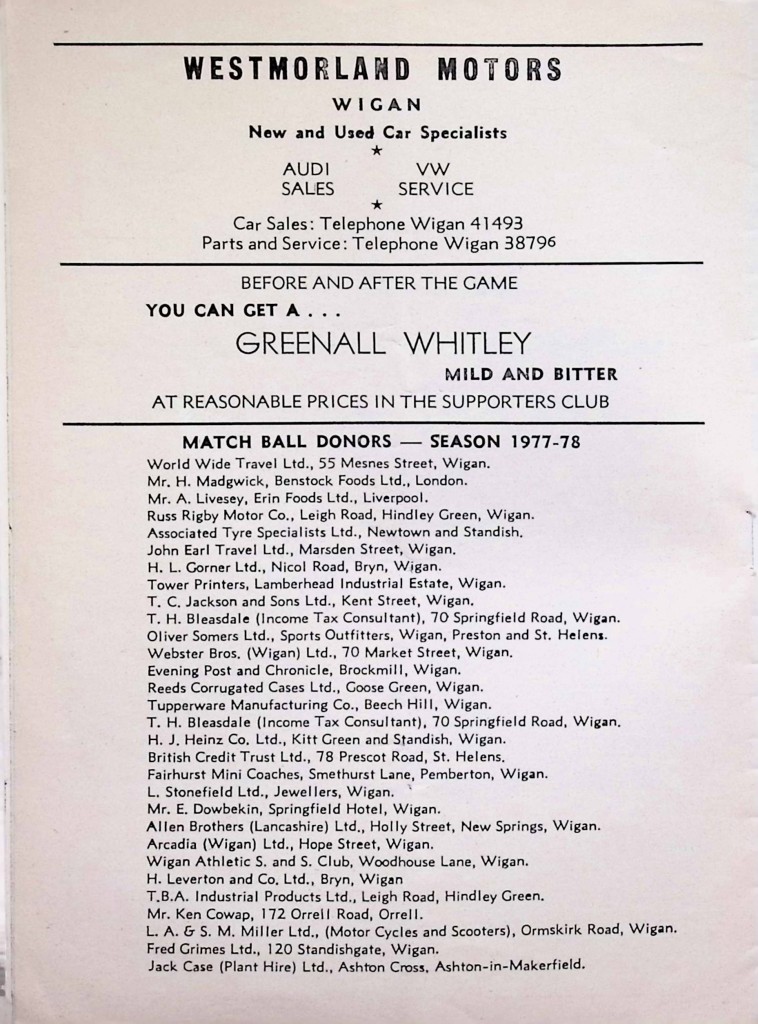 WESTMORLAND MOTORS
WIGAN
New and Used Car Specialists
★
AUDI VW
SALES SERVICE
★
Car Sales: Telephone Wigan 41493
Parts and Service: Telephone Wigan 38796
BEFORE AND AFTER THE GAME
YOU CAN GET A . . .
GREENALL WHITLEY
MILD AND BITTER
AT REASONABLE PRICES IN THE SUPPORTERS CLUB
MATCH BALL DONORS — SEASON 1977-78
World Wide Travel Ltd., 55 Mesnes Street, Wigan.
Mr. H. Madgwick, Benstock Foods Ltd., London.
Mr. A. Livesey, Erin Foods Ltd., Liverpool.
Russ Rigby Motor Co., Leigh Road, Hindley Green, Wigan.
Associated Tyre Specialists Ltd., Newtown and Standish.
John Earl Travel Ltd., Marsden Street, Wigan.
H. L. Gorner Ltd., Nicol Road, Bryn, Wigan.
Tower Printers, Lamberhead Industrial Estate, Wigan.
T. C. Jackson and Sons Ltd., Kent Street, Wigan.
T. H. Bleasdale (Income Tax Consultant), 70 Springfield Road, Wigan.
Oliver Somers Ltd., Sports Outfitters, Wigan, Preston and St. Helens.
Webster Bros. (Wigan) Ltd., 70 Market Street, Wigan.
Evening Post and Chronicle, Brockmill, Wigan.
Reeds Corrugated Cases Ltd., Goose Green, Wigan.
Tupperware Manufacturing Co., Beech Hill, Wigan.
T. H. Bleasdale (Income Tax Consultant), 70 Springfield Road, Wigan.
H. J. Heinz Co. Ltd., Kitt Green and Standish, Wigan.
British Credit Trust Ltd., 78 Prescot Road, St. Helens.
Fairhurst Mini Coaches, Smethurst Lane, Pemberton, Wigan.
L. Stonefield Ltd., Jewellers, Wigan.
Mr. E. Dowbekin, Springfield Hotel, Wigan.
Allen Brothers (Lancashire) Ltd., Holly Street, New Springs, Wigan.
Arcadia (Wigan) Ltd., Hope Street, Wigan.
Wigan Athletic S. and S. Club, Woodhouse Lane, Wigan.
H. Leverton and Co. Ltd., Bryn, Wigan
T.B.A. Industrial Products Ltd., Leigh Road, Hindley Green.
Mr. Ken Cowap, 172 Orrell Road, Orrell.
L. A. & S. M. Miller Ltd., (Motor Cycles and Scooters), Ormskirk Road, Wigan.
Fred Grimes Ltd., 120 Standishgate, Wigan.
Jack Case (Plant Hire) Ltd., Ashton Cross, Ashton-in-Makerfield.